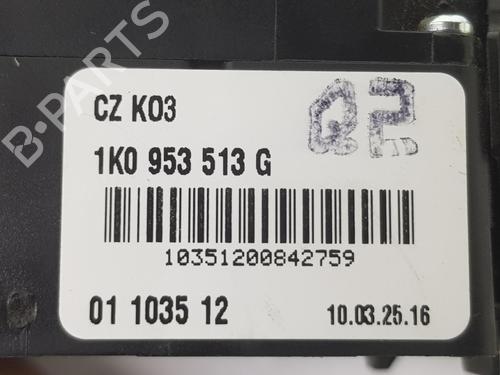 CZ K03
Q2
1K0 953 513 G
10351200842759
01 1035 12
10.03.25.16
B-PARTS